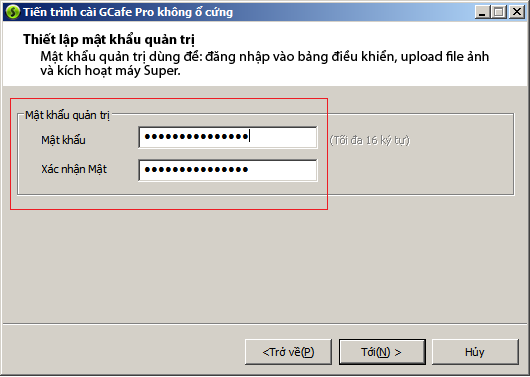 Tiến trình cài GCafe Pro không ổ cứng
Thiết lập mật khẩu quản trị
Mật khẩu quản trị dùng để: đăng nhập vào bảng điều khiển, upload file ảnh
và kích hoạt máy Super.
Mật khẩu quản trị
Mật khẩu ●●●●●●●●●●●●●●● (Tối đa 16 ký tự)
Xác nhận Mật ●●●●●●●●●●●●●●●
<Trở về(P) Tới(N) > Hủy